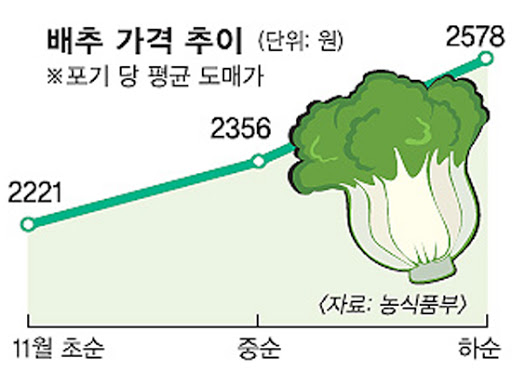 배추 가격 추이 (단위: 원)
※포기 당 평균 도매가
2578
2356
2221
〈자료: 농식품부〉
11월 초순 중순 하순